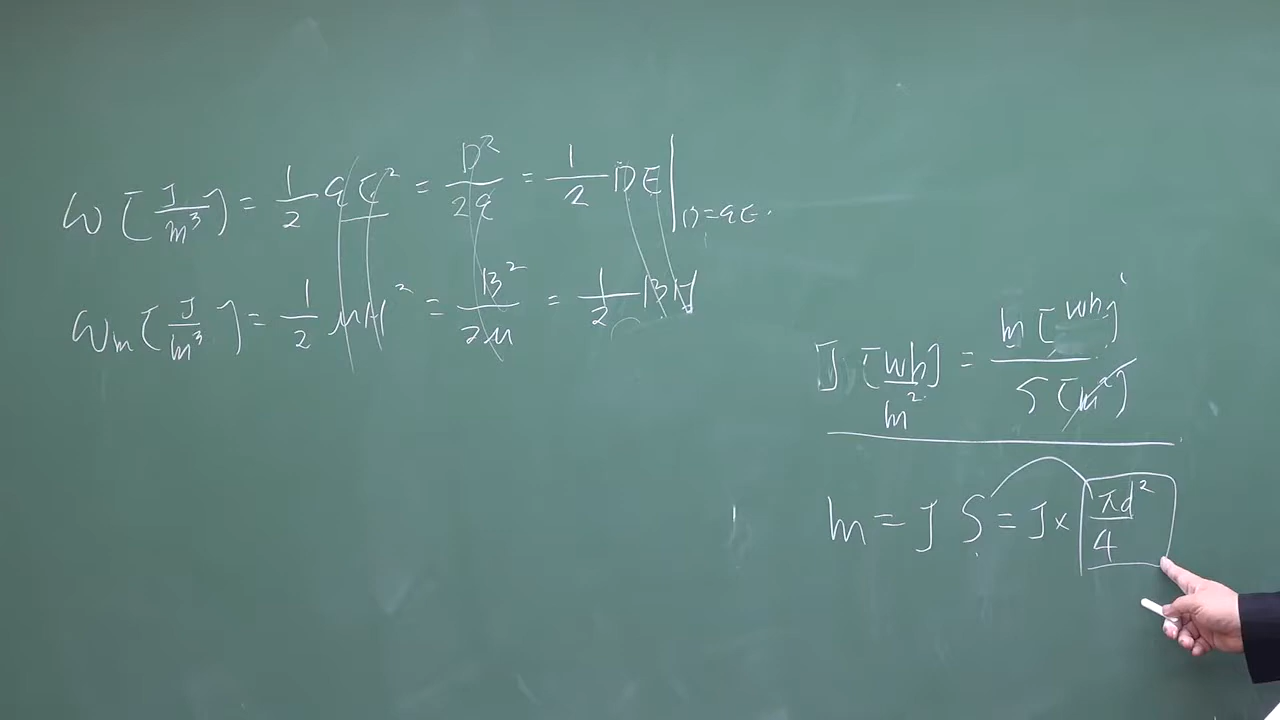 W [J/m³] = 1/2 εE² = D²/2ε = 1/2 DE | D=εE.
Wm [J/m³] = 1/2 μH² = B²/2μ = 1/2 BH
J [wb/m²] = m [wb]/S [m²]
m = J S = J × πd²/4